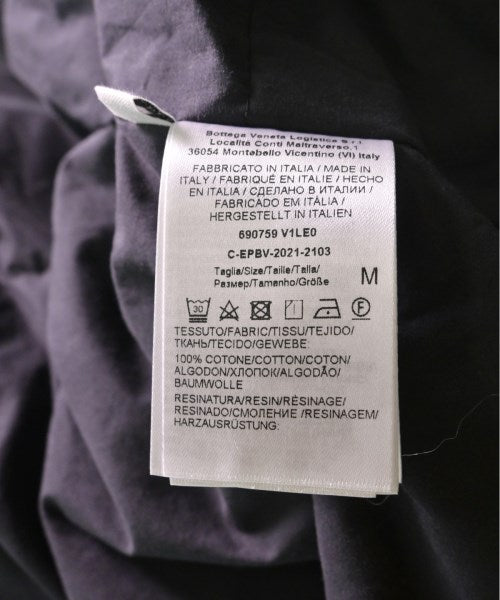 Bottega Veneta Logistica S.r.l.
Località Conti Maltraverso,1
36054 Montebello Vicentino (VI) Italy
FABBRICATO IN ITALIA / MADE IN
ITALY / FABRIQUÉ EN ITALIE / HECHO
EN ITALIA / СДЕЛАНО В ИТАЛИИ /
FABRICADO EM ITÁLIA /
HERGESTELLT IN ITALIEN
690759 V1LE0
C-EPBV-2021-2103
Taglia/Size/Taille/Talla/
Размер/Tamanho/Größe M
30 F
TESSUTO/FABRIC/TISSU/TEJIDO/
ТКАНЬ/TECIDO/GEWEBE:
100% COTONE/COTTON/COTON/
ALGODON/ХЛОПОК/ALGODÃO/
BAUMWOLLE
RESINATURA/RESIN/RÉSINAGE/
RESINADO/СМОЛЕНИЕ /RESINAGEM/
HARZAUSRÜSTUNG: